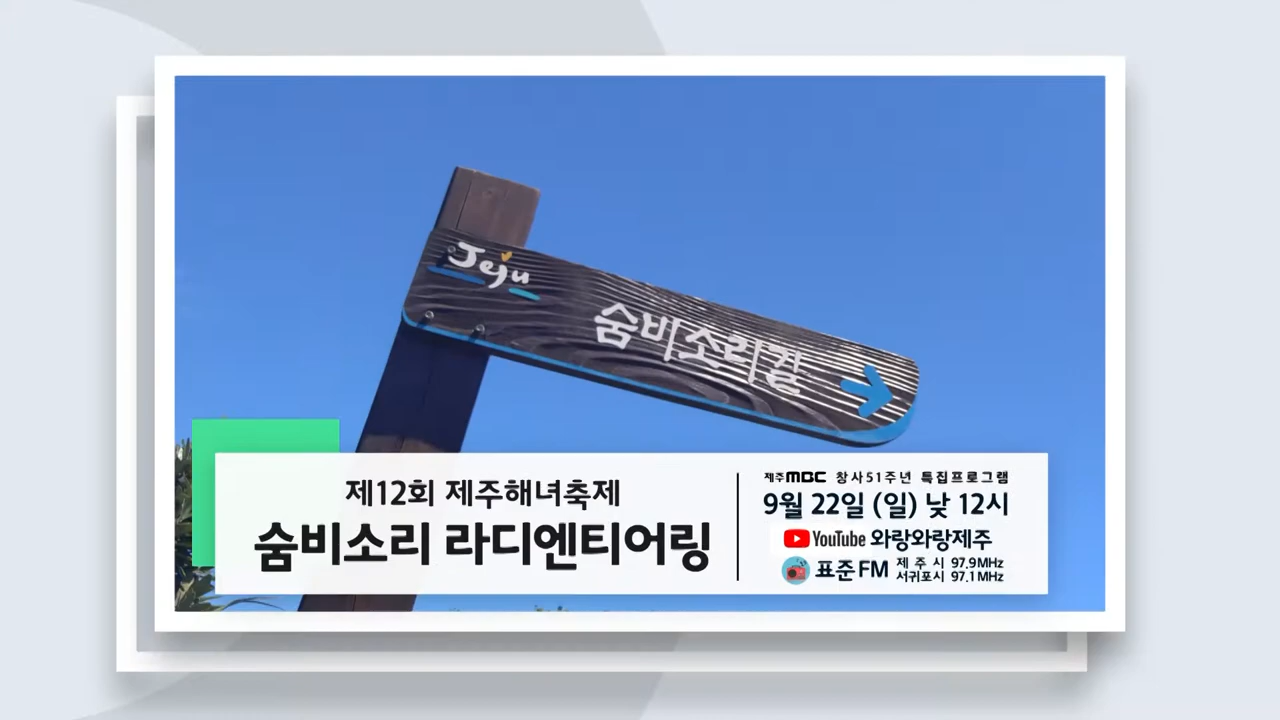 Jeju
숨비소리길
제12회 제주해녀축제
숨비소리 라디엔티어링
제주MBC 창사51주년 특집프로그램
9월 22일 (일) 낮 12시
YouTube 와랑와랑제주
표준FM 제주시 97.9MHz
서귀포시 97.1MHz